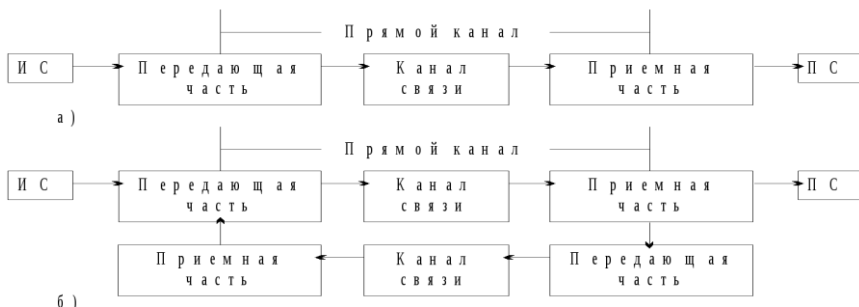 Прямой канал
ИС
Передающая
часть
Канал
связи
Приемная
часть
ПС
а)
Прямой канал
ИС
Передающая
часть
Канал
связи
Приемная
часть
ПС
Приемная
часть
Канал
связи
Передающая
часть
б)